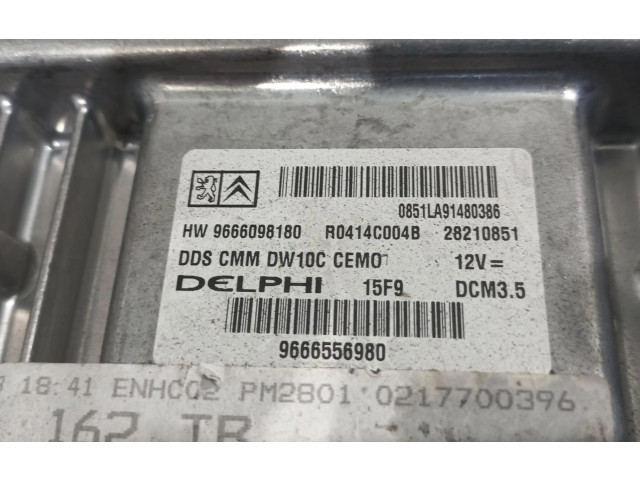 0851LA91480386
HW 9666098180 R0414C004B 28210851
DDS CMM DW10C CEMO 12V=
DELPHI 15F9 DCM3.5
9666556980
18:41 ENHCO2 PM2801 0217700396
162 TR